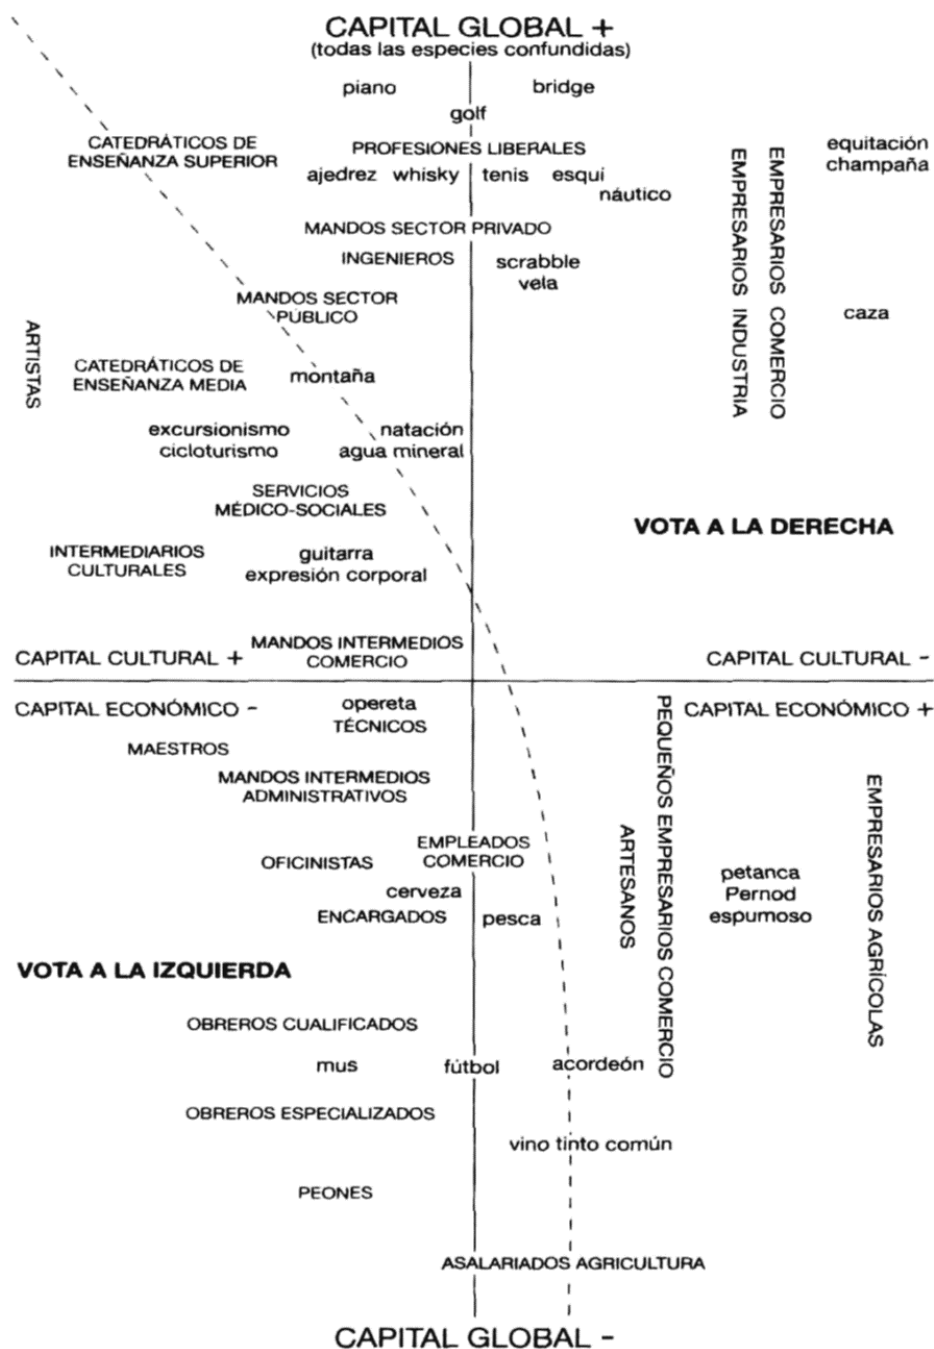 CAPITAL GLOBAL +
(todas las especies confundidas)
piano
bridge
golf
CATEDRÁTICOS DE
ENSEÑANZA SUPERIOR
PROFESIONES LIBERALES
equitación
champaña
ajedrez whisky tenis esquí
náutico
MANDOS SECTOR PRIVADO
INGENIEROS
scrabble
vela
EMPRESARIOS INDUSTRIA
EMPRESARIOS COMERCIO
MANDOS SECTOR
PÚBLICO
caza
ARTISTAS
CATEDRÁTICOS DE
ENSEÑANZA MEDIA
montaña
excursionismo
cicloturismo
natación
agua mineral
SERVICIOS
MÉDICO-SOCIALES
VOTA A LA DERECHA
INTERMEDIARIOS
CULTURALES
guitarra
expresión corporal
MANDOS INTERMEDIOS
COMERCIO
CAPITAL CULTURAL +
CAPITAL CULTURAL -
CAPITAL ECONÓMICO -
CAPITAL ECONÓMICO +
opereta
TÉCNICOS
MAESTROS
MANDOS INTERMEDIOS
ADMINISTRATIVOS
PEQUEÑOS EMPRESARIOS COMERCIO
ARTESANOS
EMPRESARIOS AGRÍCOLAS
EMPLEADOS
COMERCIO
OFICINISTAS
petanca
Pernod
espumoso
cerveza
ENCARGADOS
pesca
VOTA A LA IZQUIERDA
OBREROS CUALIFICADOS
mus
fútbol
acordeón
OBREROS ESPECIALIZADOS
vino tinto común
PEONES
ASALARIADOS AGRICULTURA
CAPITAL GLOBAL -